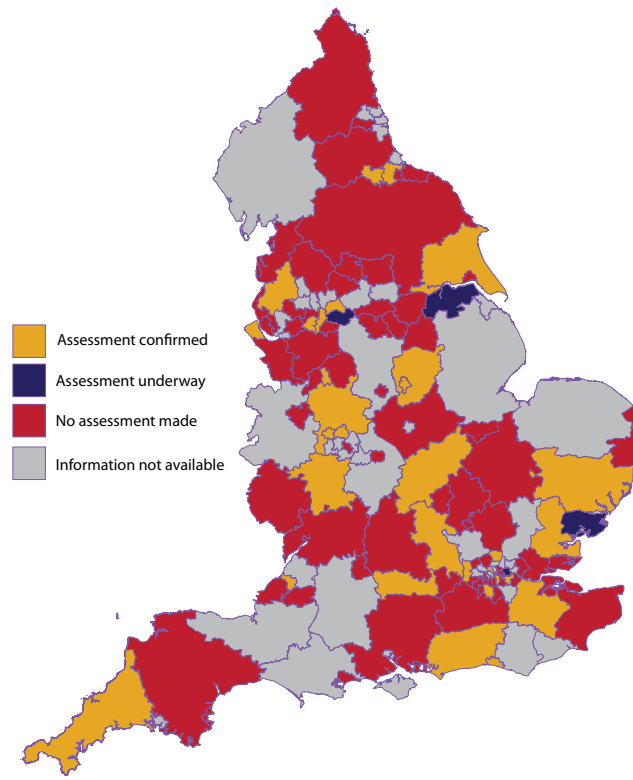 Assessment confirmed
Assessment underway
No assessment made
Information not available